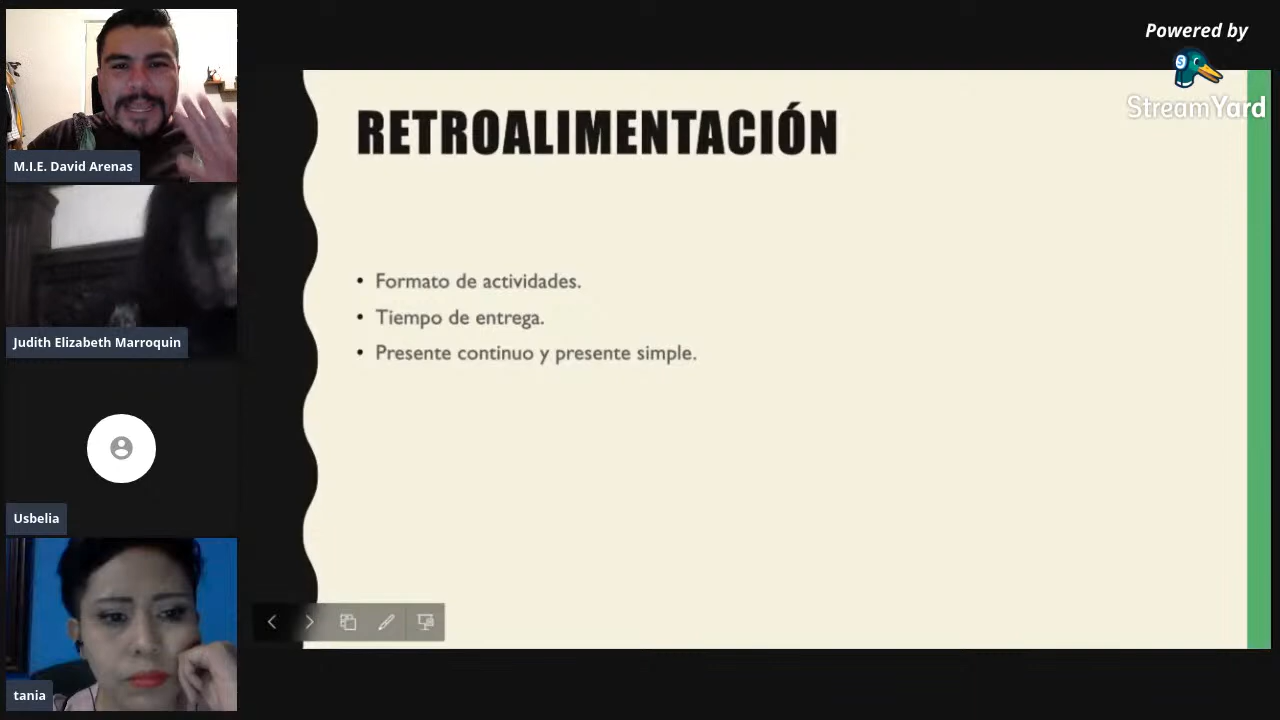 Powered by
StreamYard
RETROALIMENTACIÓN
• Formato de actividades.
• Tiempo de entrega.
• Presente continuo y presente simple.
M.I.E. David Arenas
Judith Elizabeth Marroquin
Usbelia
tania